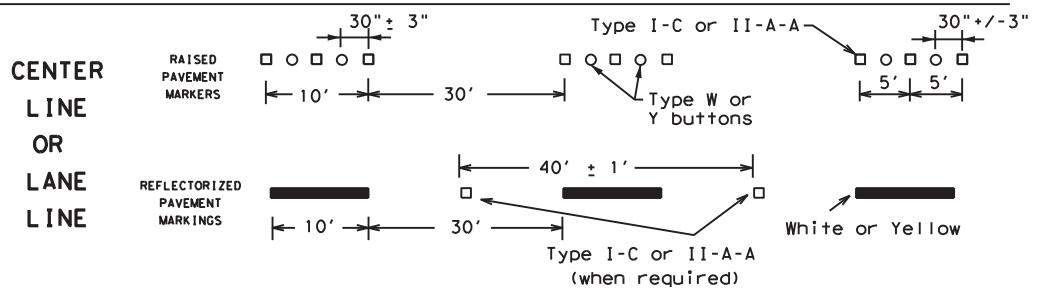 CENTER
LINE
OR
LANE
LINE
RAISED
PAVEMENT
MARKERS
30" ± 3"
10'
30'
Type I-C or II-A-A
Type W or
Y buttons
30"+/-3"
5'
5'
REFLECTORIZED
PAVEMENT
MARKINGS
40' ± 1'
10'
30'
Type I-C or II-A-A
(when required)
White or Yellow